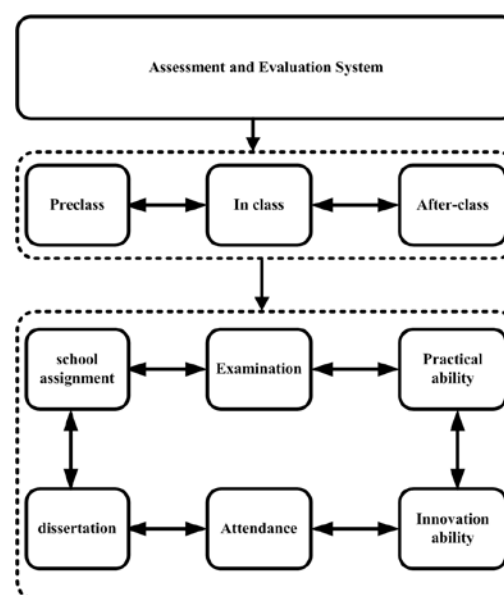 Assessment and Evaluation System
Preclass
In class
After-class
school
assignment
Examination
Practical
ability
dissertation
Attendance
Innovation
ability